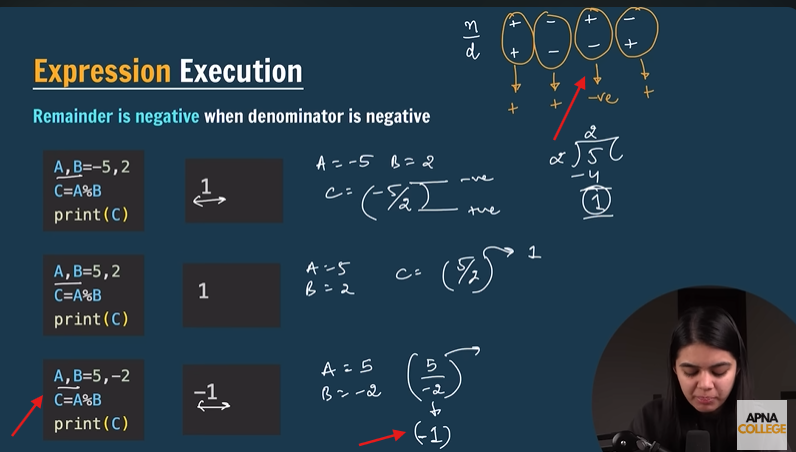 n + - + -
d + - - +
+ + -ve +
Expression Execution
Remainder is negative when denominator is negative
A,B=-5,2
C=A%B
print(C)
1
A = -5 B = 2
C = (-5/2) -ve
+ve
2
2)5(
-4
1
A,B=5,2
C=A%B
print(C)
1
A = 5
B = 2
C = (5/2) 1
A,B=5,-2
C=A%B
print(C)
-1
A = 5
B = -2
(5/-2)
(-1)
APNA
COLLEGE